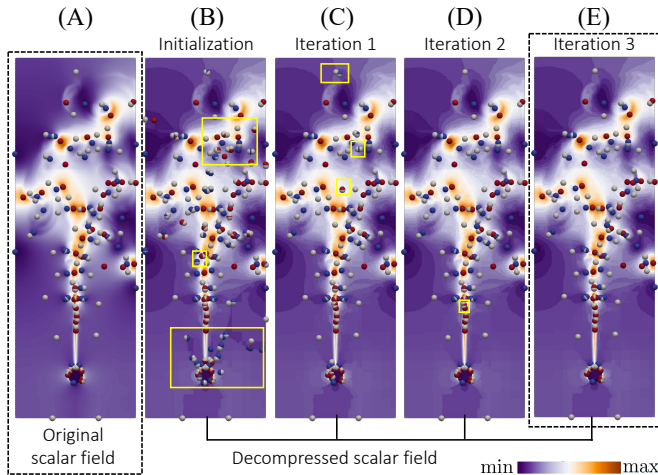 (A) (B) (C) (D) (E)
Initialization Iteration 1 Iteration 2 Iteration 3
Original
scalar field
Decompressed scalar field
min max